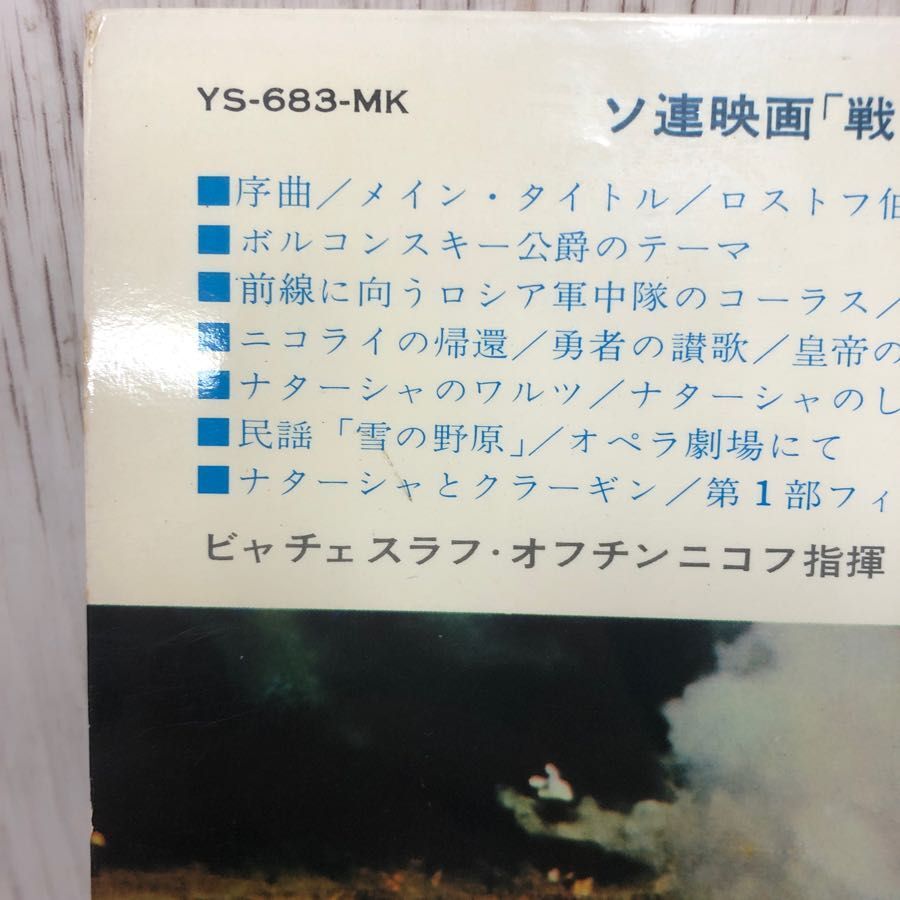 YS-683-MK
ソ連映画「戦
■序曲／メイン・タイトル／ロストフ伯
■ボルコンスキー公爵のテーマ
■前線に向うロシア軍中隊のコーラス／
■ニコライの帰還／勇者の讃歌／皇帝の
■ナターシャのワルツ／ナターシャのし
■民謡「雪の野原」／オペラ劇場にて
■ナターシャとクラーギン／第1部フィ
ビャチェスラフ・オフチンニコフ指揮